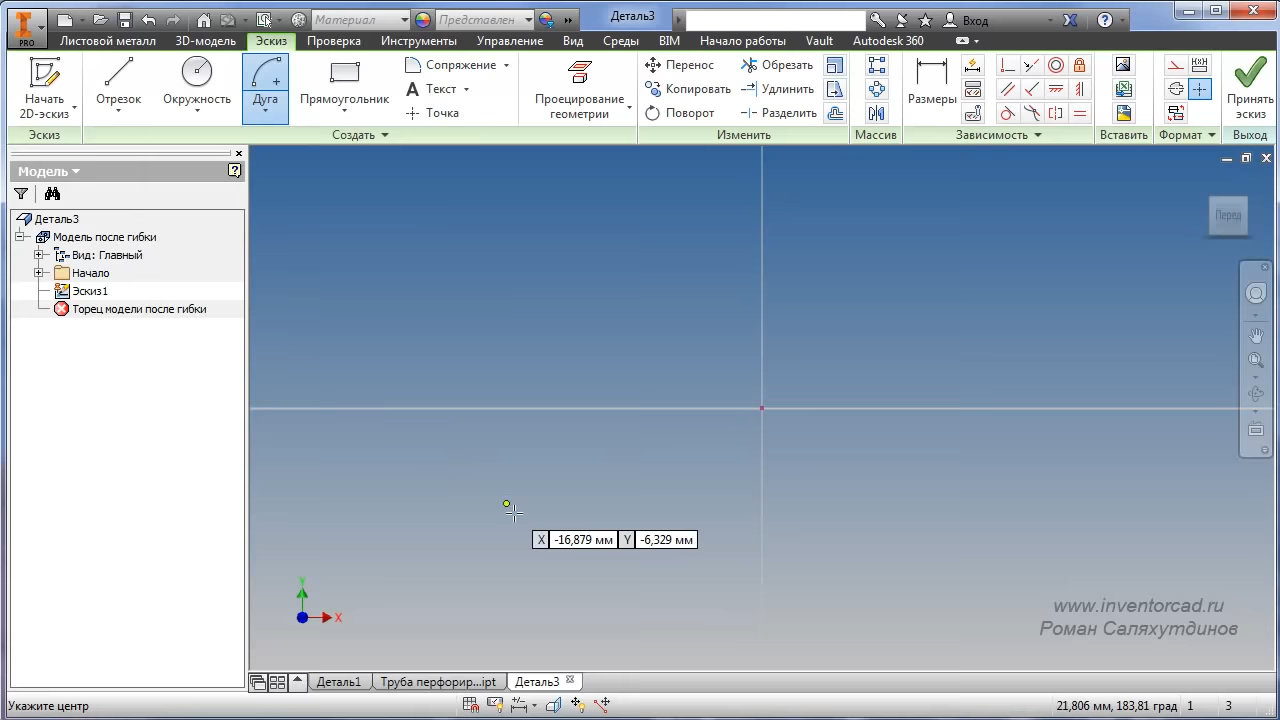 PRO
Материал
Представлен
Деталь3
Вход
Листовой металл
3D-модель
Эскиз
Проверка
Инструменты
Управление
Вид
Среды
BIM
Начало работы
Vault
Autodesk 360
Начать
2D-эскиз
Отрезок
Окружность
Дуга
Прямоугольник
Сопряжение
Текст
Точка
Проецирование
геометрии
Перенос
Копировать
Поворот
Обрезать
Удлинить
Разделить
Размеры
Принять
эскиз
Эскиз
Создать
Изменить
Массив
Зависимость
Вставить
Формат
Выход
Модель
Деталь3
Модель после гибки
Вид: Главный
Начало
Эскиз1
Торец модели после гибки
Перед
X -16,879 мм Y -6,329 мм
Y
X
www.inventorcad.ru
Роман Саляхутдинов
Деталь1
Труба перфорир...ipt
Деталь3
Укажите центр
21,806 мм, 183,81 град 1 3